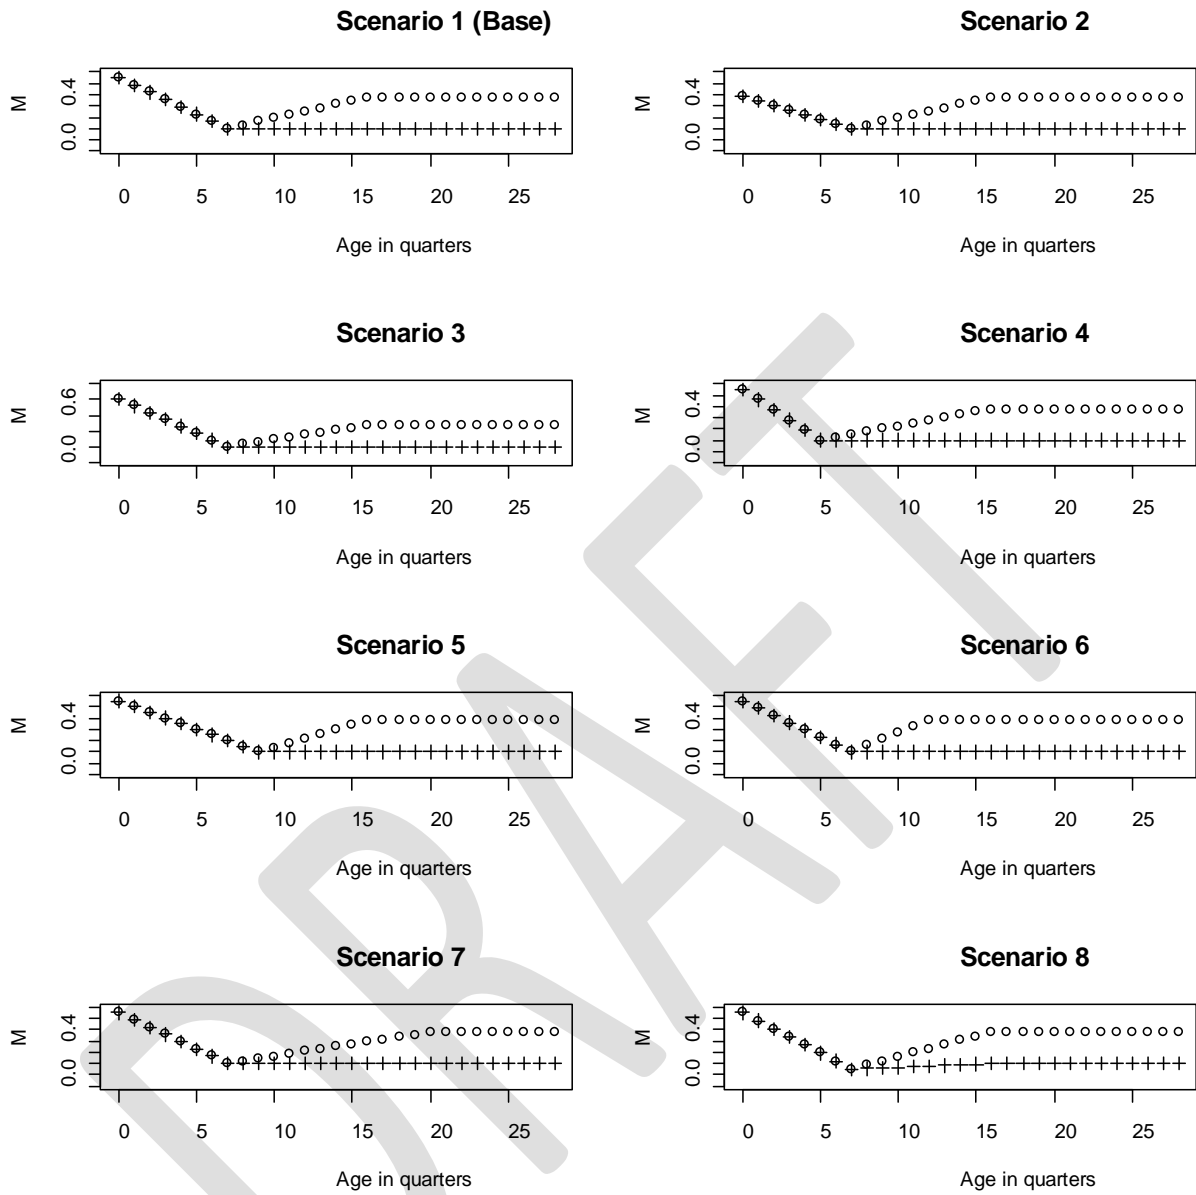 Scenario 1 (Base)
M
0.4
0.0
0 5 10 15 20 25
Age in quarters
Scenario 2
M
0.4
0.0
0 5 10 15 20 25
Age in quarters
Scenario 3
M
0.6
0.0
0 5 10 15 20 25
Age in quarters
Scenario 4
M
0.4
0.0
0 5 10 15 20 25
Age in quarters
Scenario 5
M
0.4
0.0
0 5 10 15 20 25
Age in quarters
Scenario 6
M
0.4
0.0
0 5 10 15 20 25
Age in quarters
Scenario 7
M
0.4
0.0
0 5 10 15 20 25
Age in quarters
Scenario 8
M
0.4
0.0
0 5 10 15 20 25
Age in quarters
DRAFT